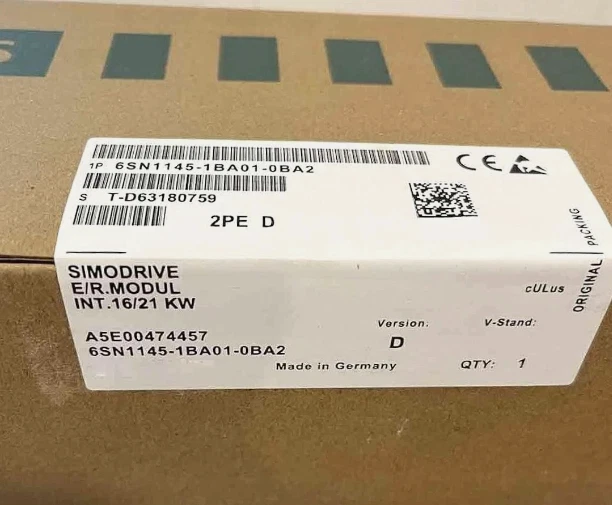 S
1P 6SN1145-1BA01-0BA2
CE
S T-D63180759
2PE D
ORIGINAL PACKING
SIMODRIVE
E/R.MODUL
INT.16/21 KW
cULus
A5E00474457
Version:
V-Stand:
6SN1145-1BA01-0BA2
D
Made in Germany
QTY: 1